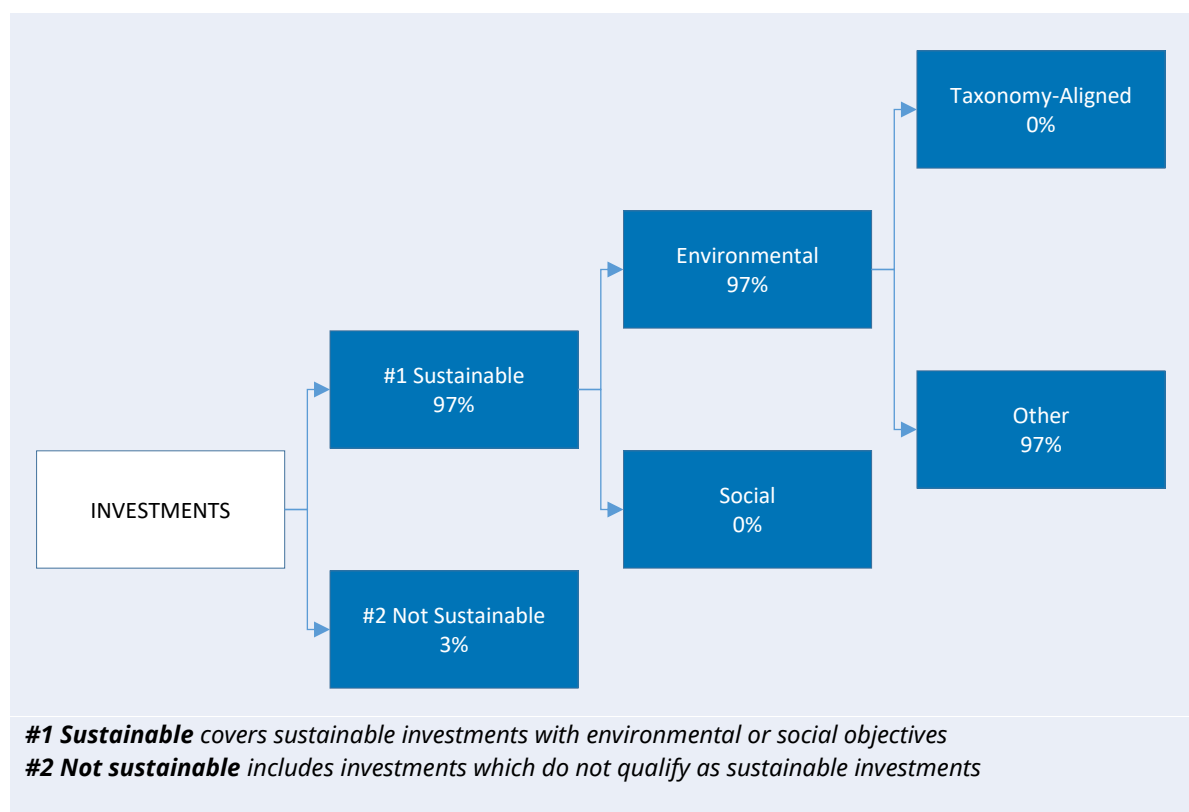 Taxonomy-Aligned
0%
Environmental
97%
#1 Sustainable
97%
Other
97%
INVESTMENTS
Social
0%
#2 Not Sustainable
3%
#1 Sustainable covers sustainable investments with environmental or social objectives
#2 Not sustainable includes investments which do not qualify as sustainable investments